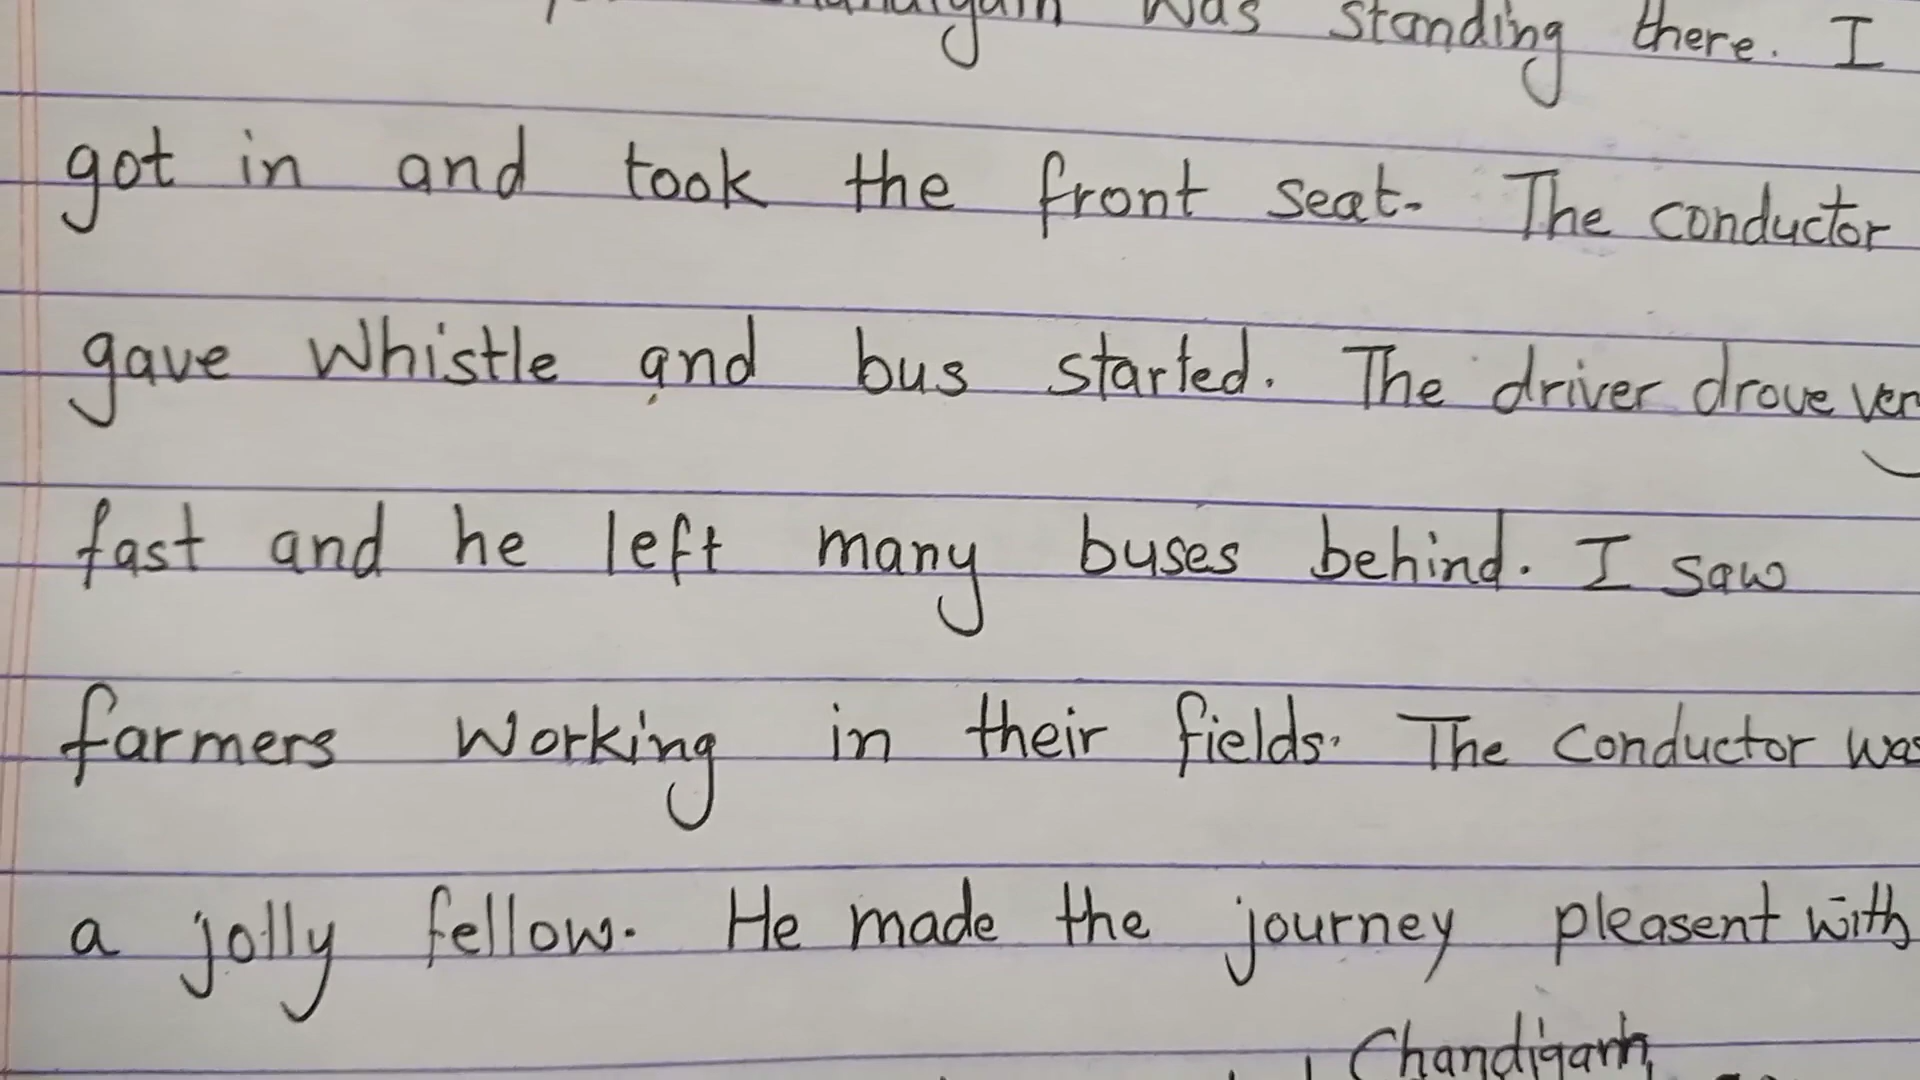 was standing there. I
got in and took the front seat. The conductor
gave whistle and bus started. The driver drove very
fast and he left many buses behind. I saw
farmers working in their fields. The conductor was
a jolly fellow. He made the journey pleasent with
Chandigarh,